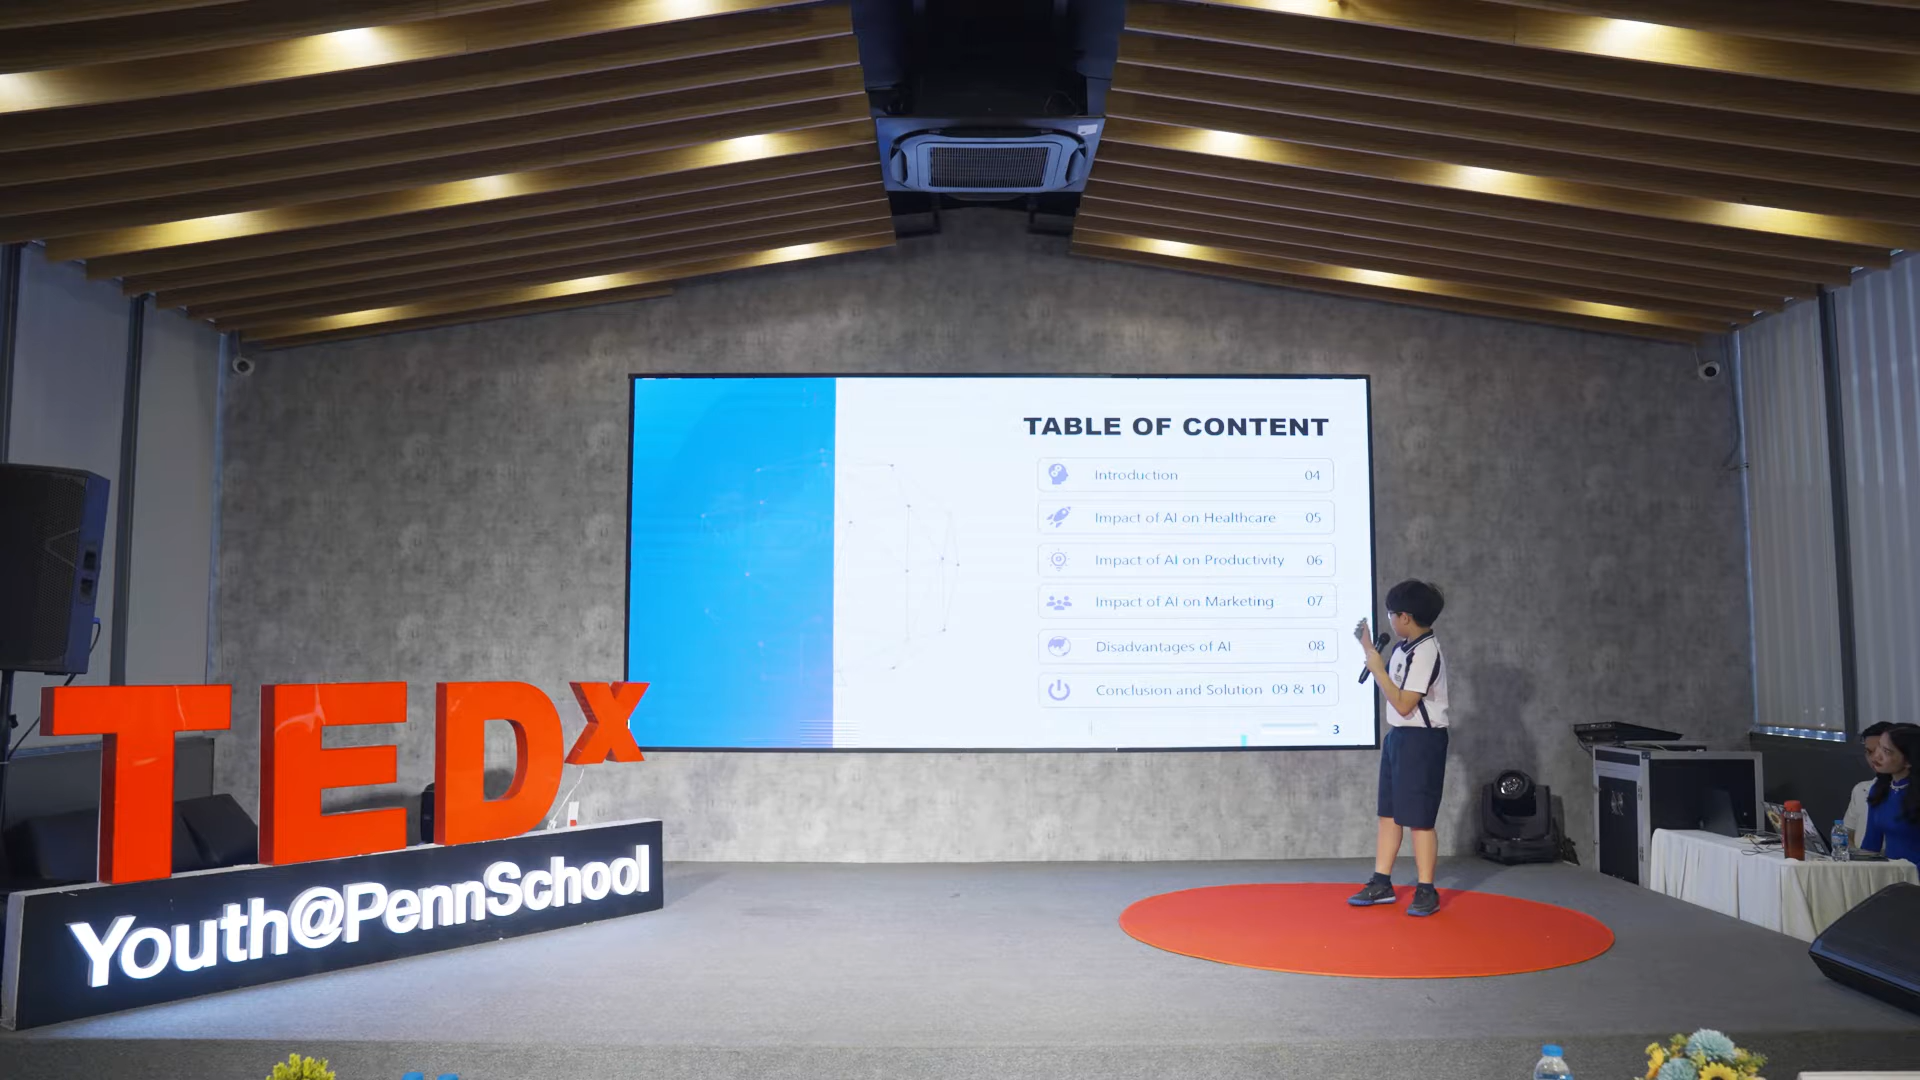 TABLE OF CONTENT
Introduction 04
Impact of AI on Healthcare 05
Impact of AI on Productivity 06
Impact of AI on Marketing 07
Disadvantages of AI 08
Conclusion and Solution 09 & 10
3
TEDx
Youth@PennSchool